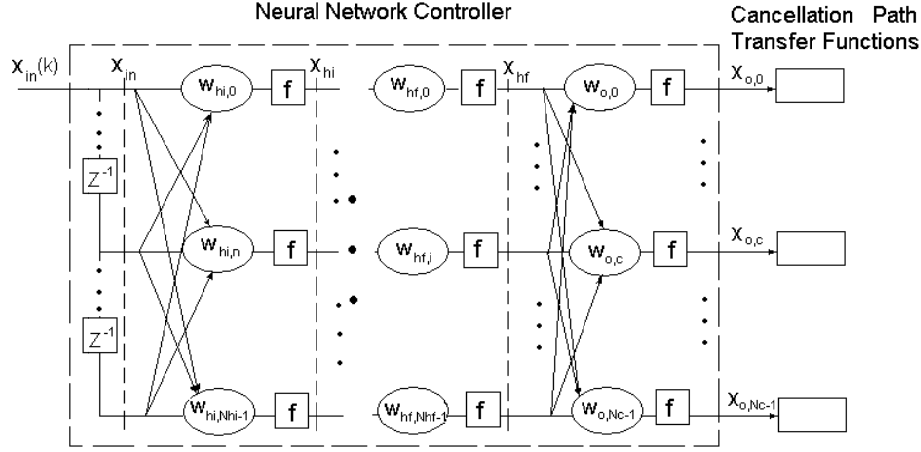 Neural Network Controller
Cancellation Path
Transfer Functions
X_in(k)
X_in
W_hi,0
f
X_hi
W_hf,0
f
X_hf
W_o,0
f
X_o,0
Z^-1
W_hi,n
f
W_hf,i
f
W_o,c
f
X_o,c
Z^-1
W_hi,Nhi-1
f
W_hf,Nhf-1
f
W_o,Nc-1
f
X_o,Nc-1